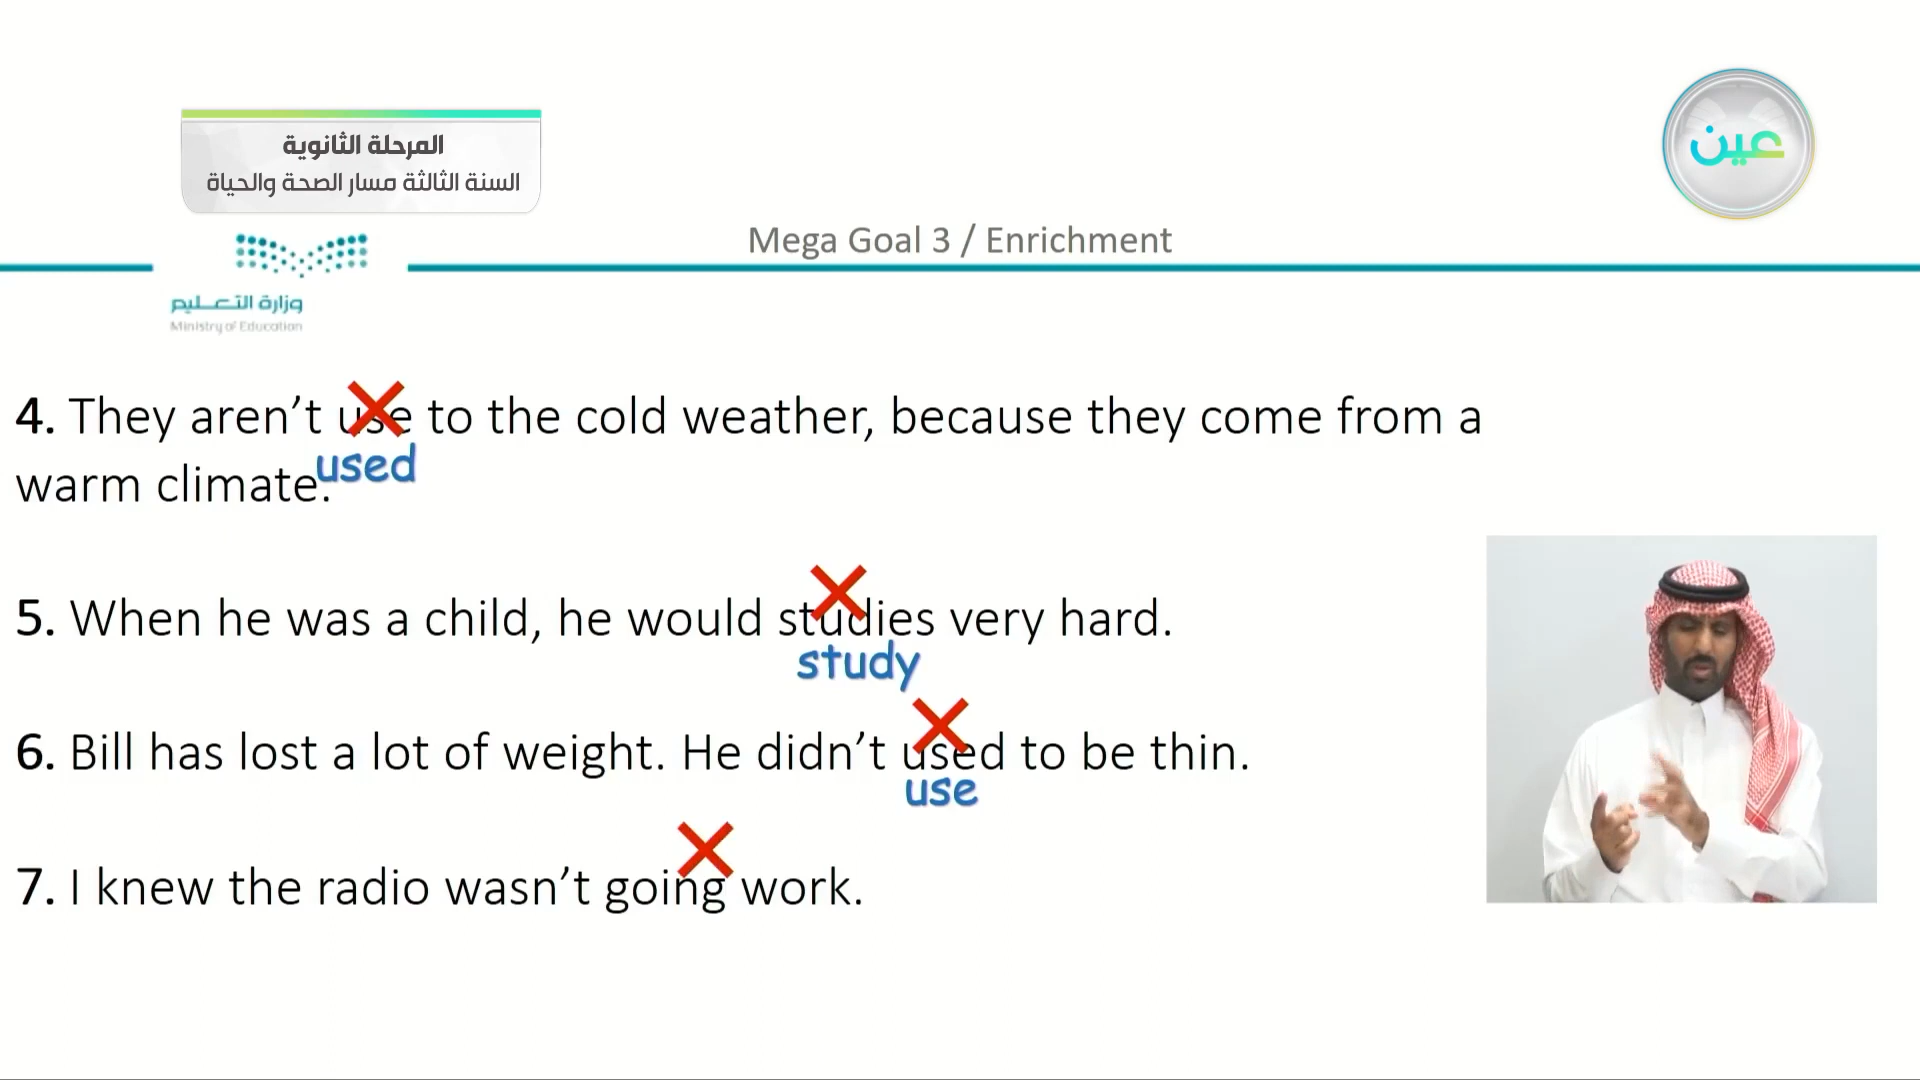 المرحلة الثانوية
السنة الثالثة مسار الصحة والحياة
عين
Mega Goal 3 / Enrichment
وزارة التعليم
Ministry of Education
4. They aren’t use to the cold weather, because they come from a
used
warm climate.
5. When he was a child, he would studies very hard.
study
6. Bill has lost a lot of weight. He didn’t used to be thin.
use
7. I knew the radio wasn’t going work.